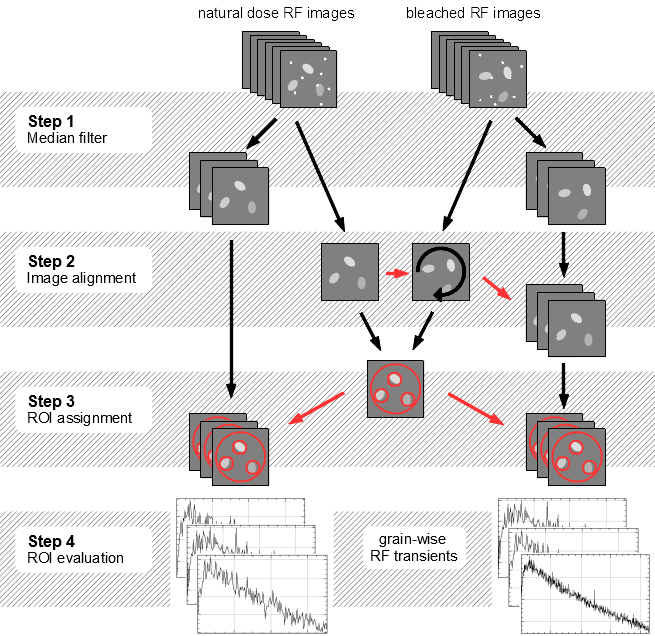 natural dose RF images
bleached RF images
Step 1
Median filter
Step 2
Image alignment
Step 3
ROI assignment
Step 4
ROI evaluation
grain-wise
RF transients